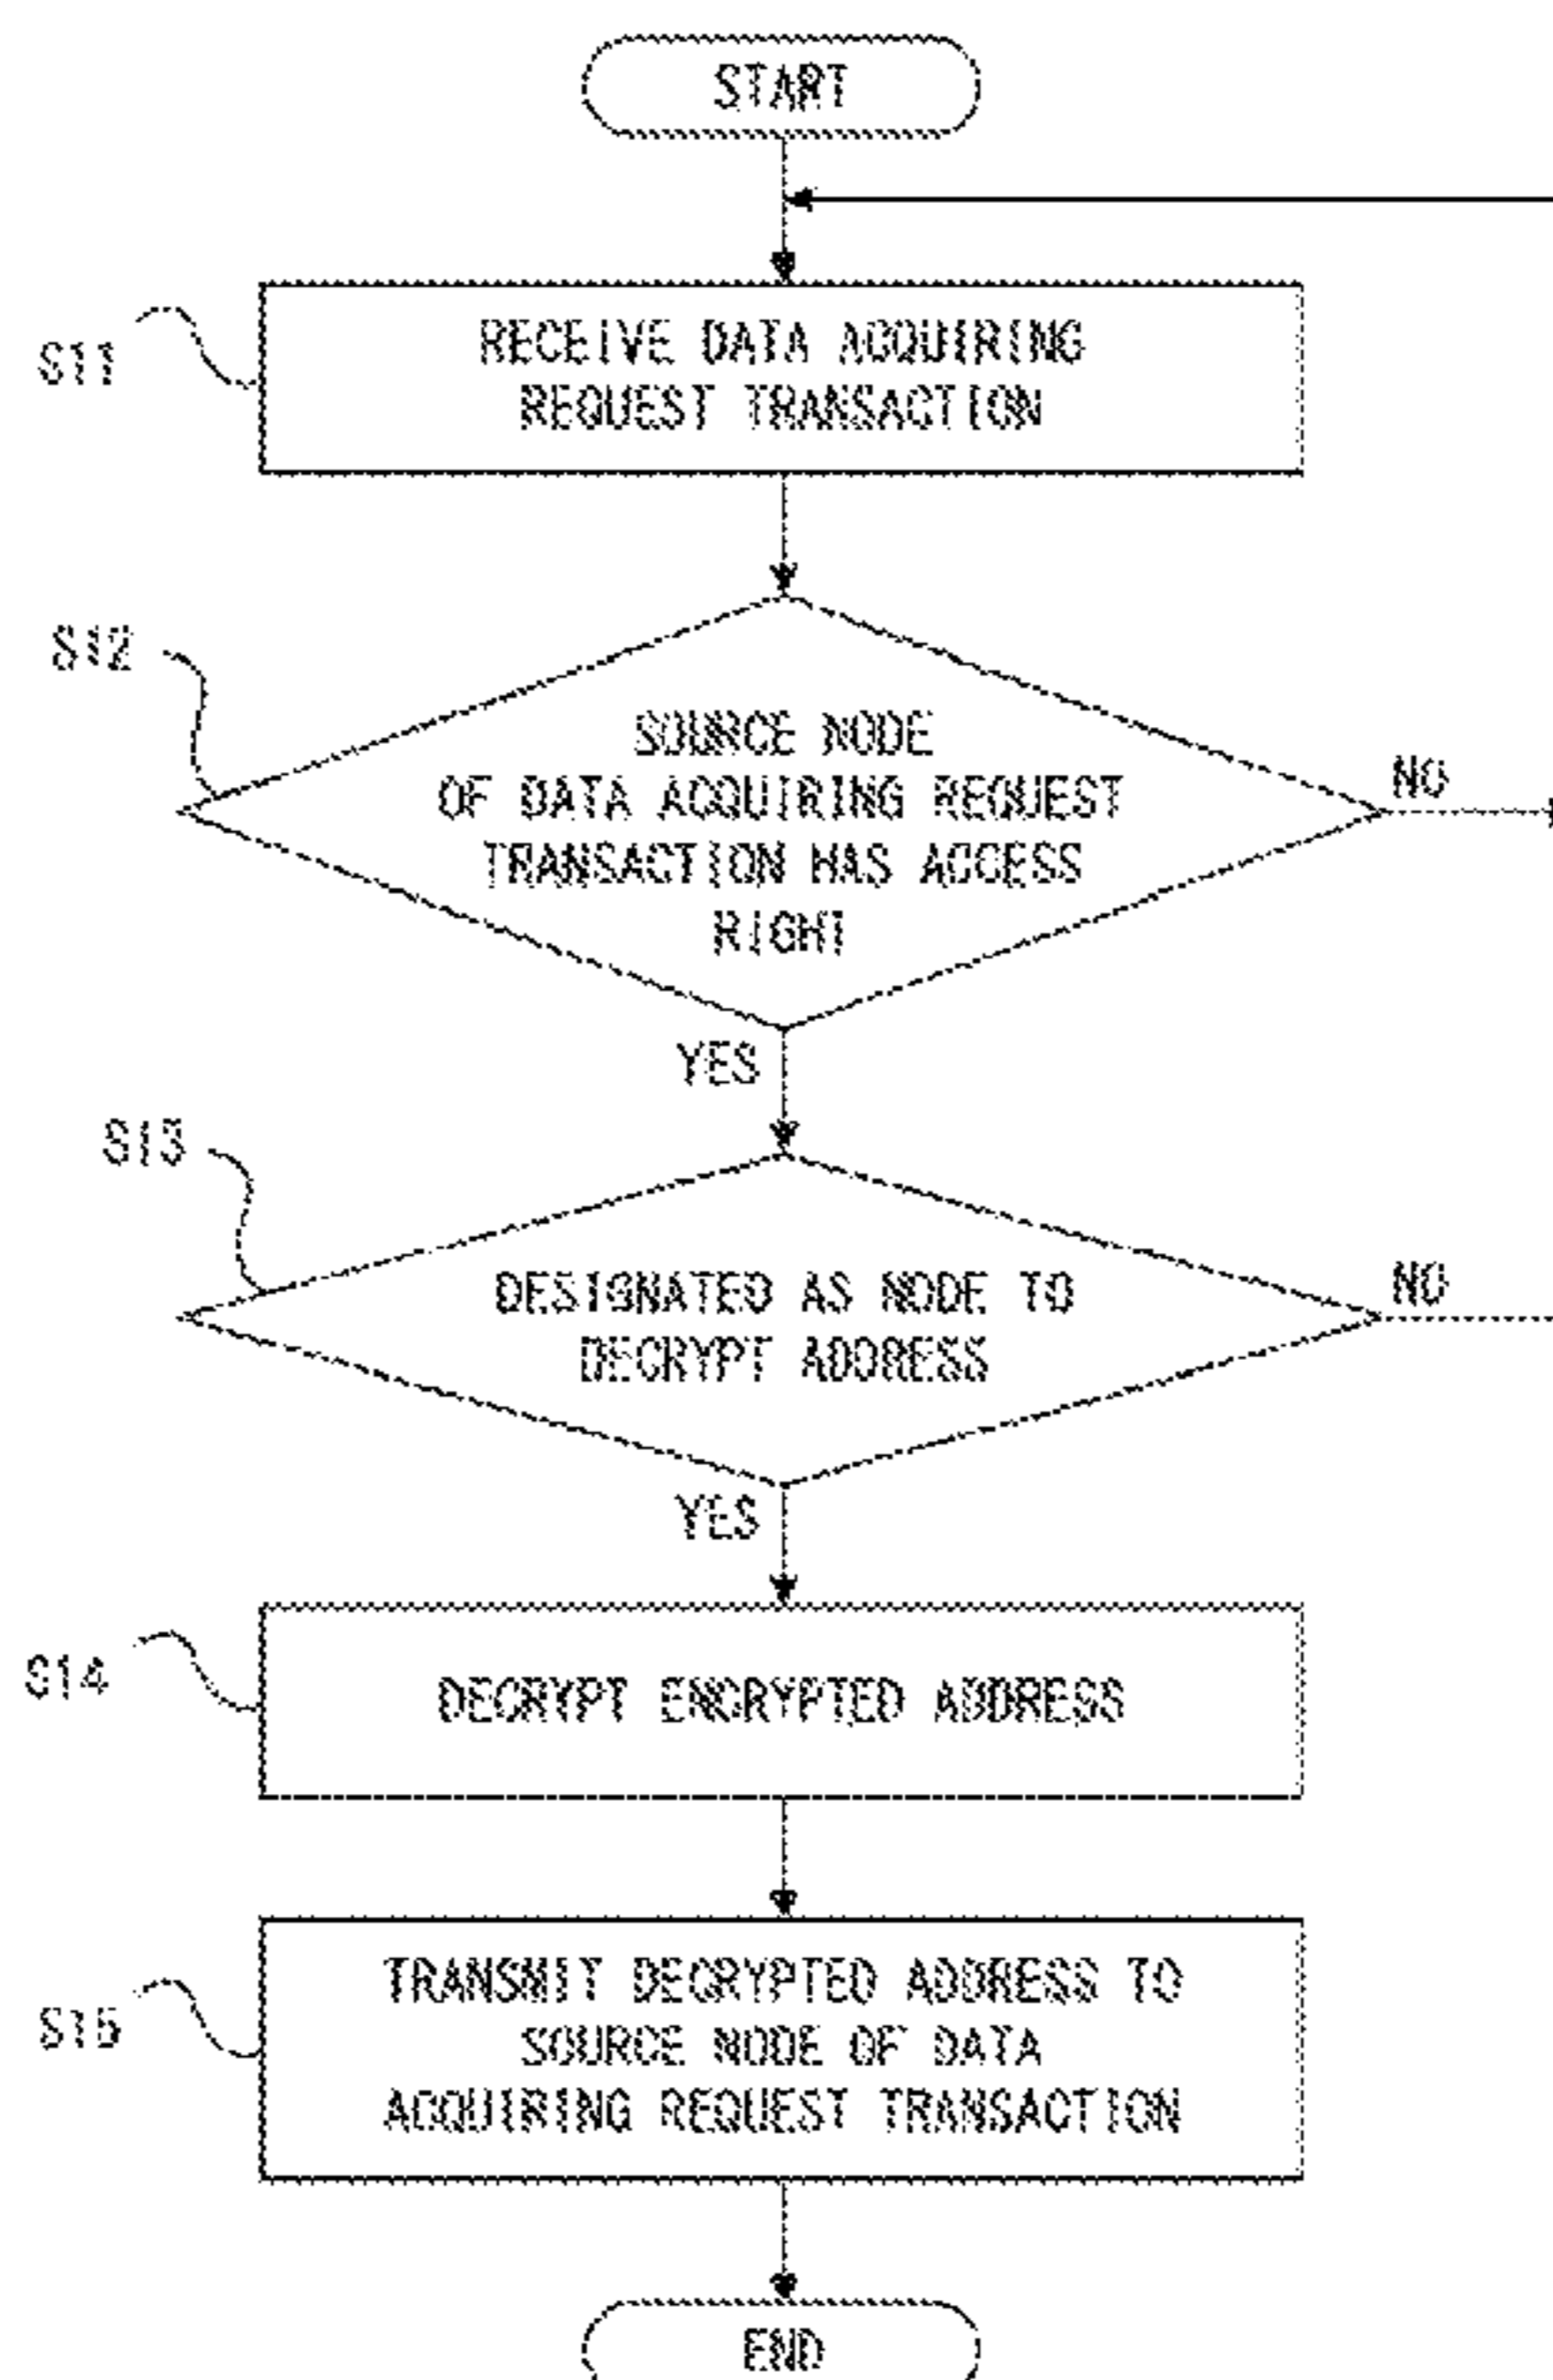 START
S11
RECEIVE DATA ACQUIRING
REQUEST TRANSACTION
S12
SOURCE NODE
OF DATA ACQUIRING REQUEST
TRANSACTION HAS ACCESS
RIGHT
NO
YES
S13
DESIGNATED AS NODE TO
DECRYPT ADDRESS
NO
YES
S14
DECRYPT ENCRYPTED ADDRESS
S15
TRANSMIT DECRYPTED ADDRESS TO
SOURCE NODE OF DATA
ACQUIRING REQUEST TRANSACTION
END